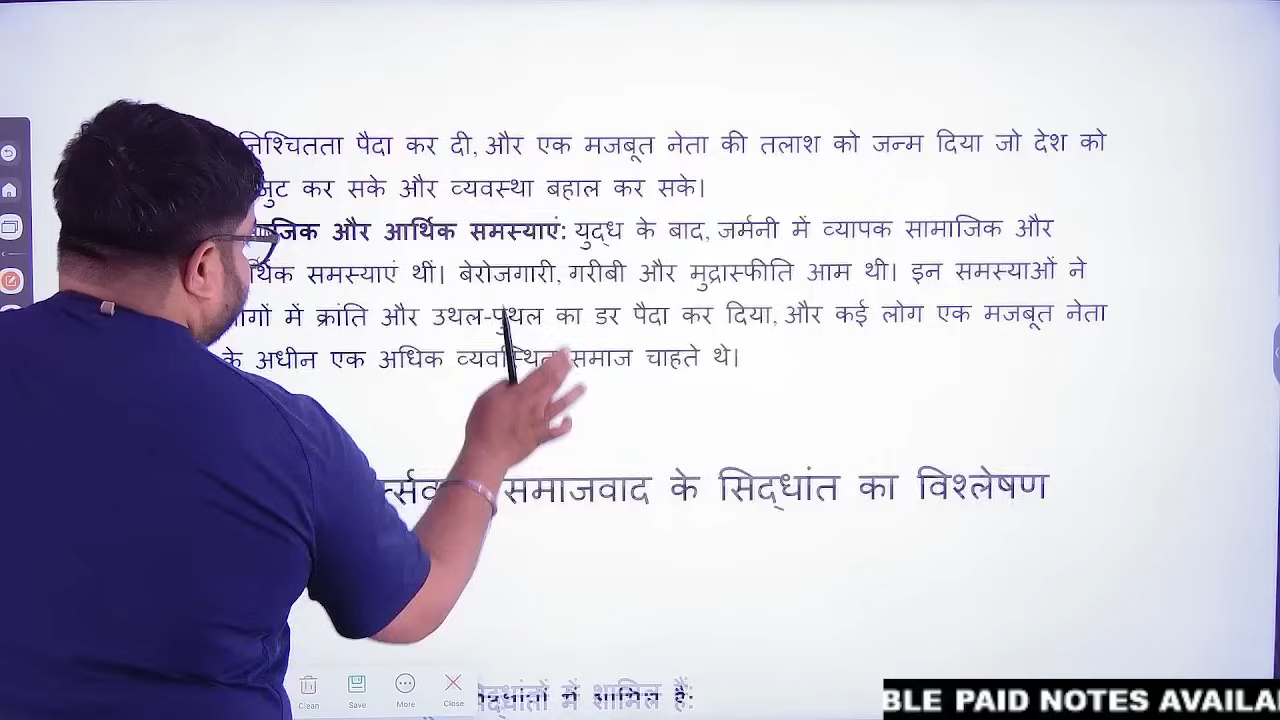 निश्चितता पैदा कर दी, और एक मजबूत नेता की तलाश को जन्म दिया जो देश को
कर सके और व्यवस्था बहाल कर सके।
और आर्थिक समस्याएं: युद्ध के बाद, जर्मनी में व्यापक सामाजिक और
समस्याएं थीं। बेरोजगारी, गरीबी और मुद्रास्फीति आम थी। इन समस्याओं ने
में क्रांति और उथल-पुथल का डर पैदा कर दिया, और कई लोग एक मजबूत नेता
के अधीन एक अधिक व्यवस्थित समाज चाहते थे।
समाजवाद के सिद्धांत का विश्लेषण
में शामिल हैं:
Clean
Save
More
Close
BLE PAID NOTES AVAILA